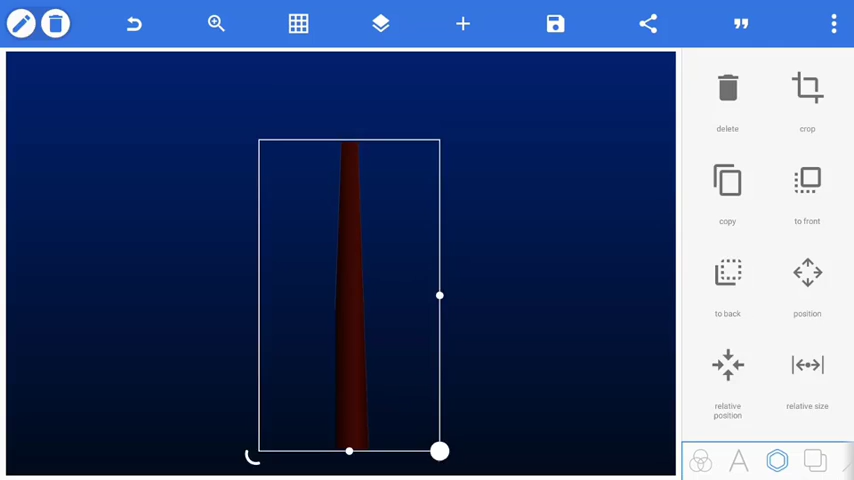 delete
crop
copy
to front
to back
position
relative
position
relative size
A